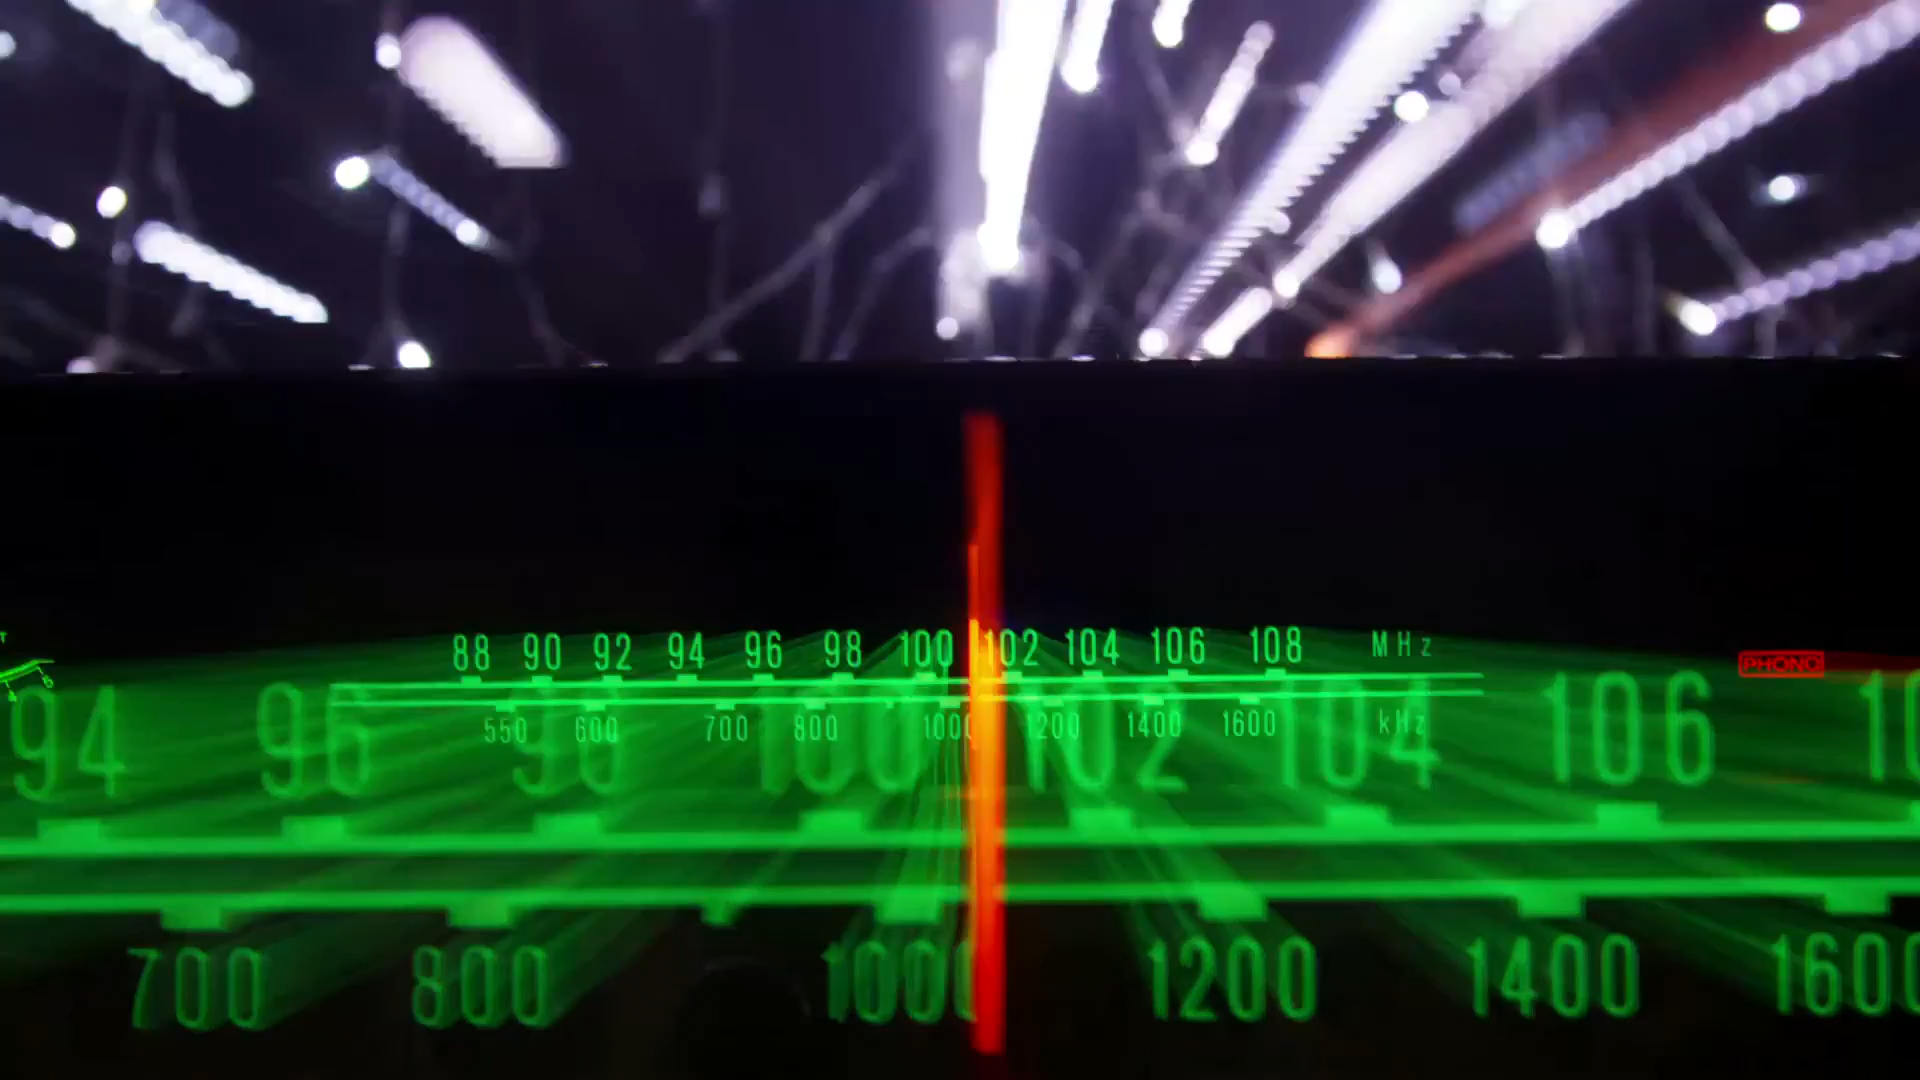 88 90 92 94 96 98 100 102 104 106 108 MHz
PHONO
550 600 700 800 1000 1200 1400 1600 kHz
94 96 98 100 102 104 106
700 800 1000 1200 1400 1600